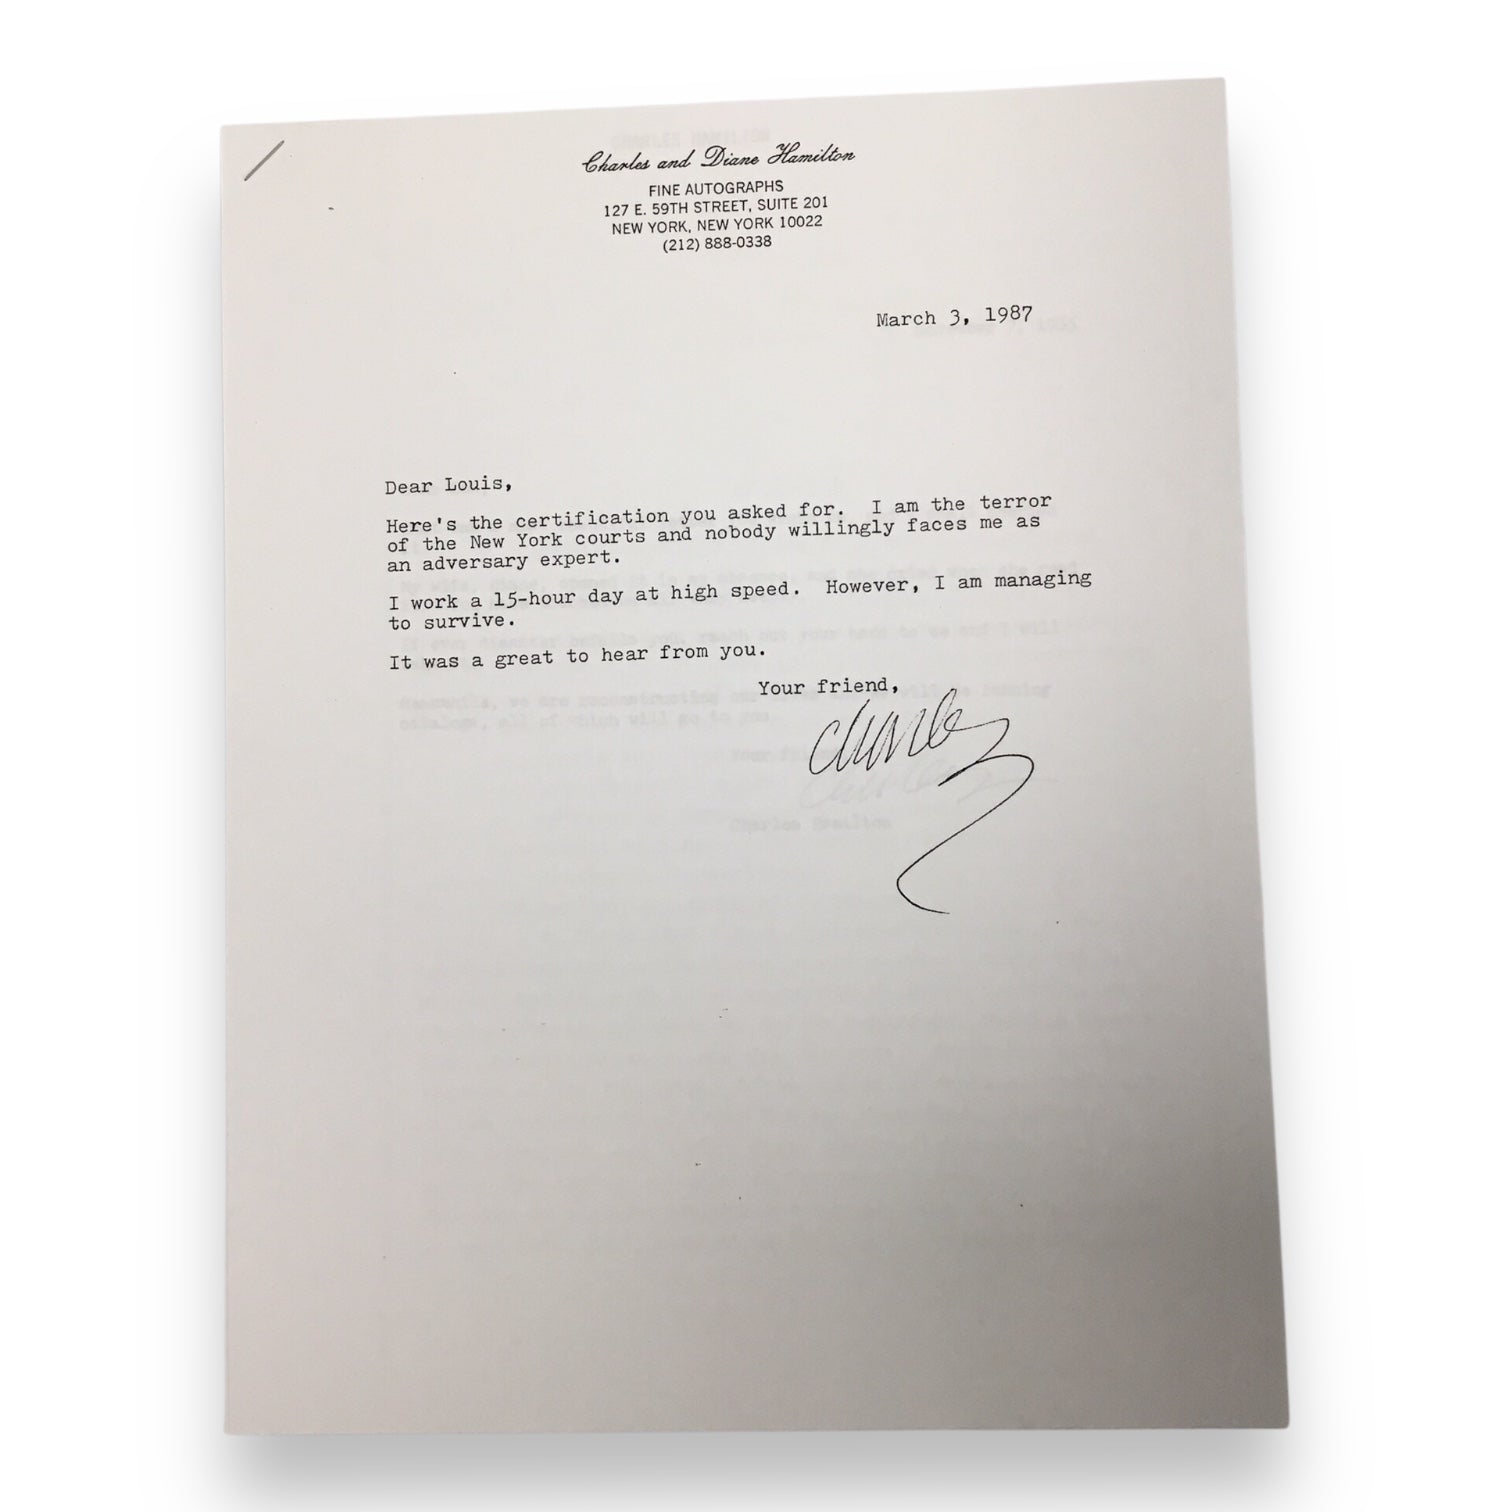 Charles and Diane Hamilton
FINE AUTOGRAPHS
127 E. 59TH STREET, SUITE 201
NEW YORK, NEW YORK 10022
(212) 888-0338
March 3, 1987
Dear Louis,
Here's the certification you asked for. I am the terror
of the New York courts and nobody willingly faces me as
an adversary expert.
I work a 15-hour day at high speed. However, I am managing
to survive.
It was a great to hear from you.
Your friend,
Charles